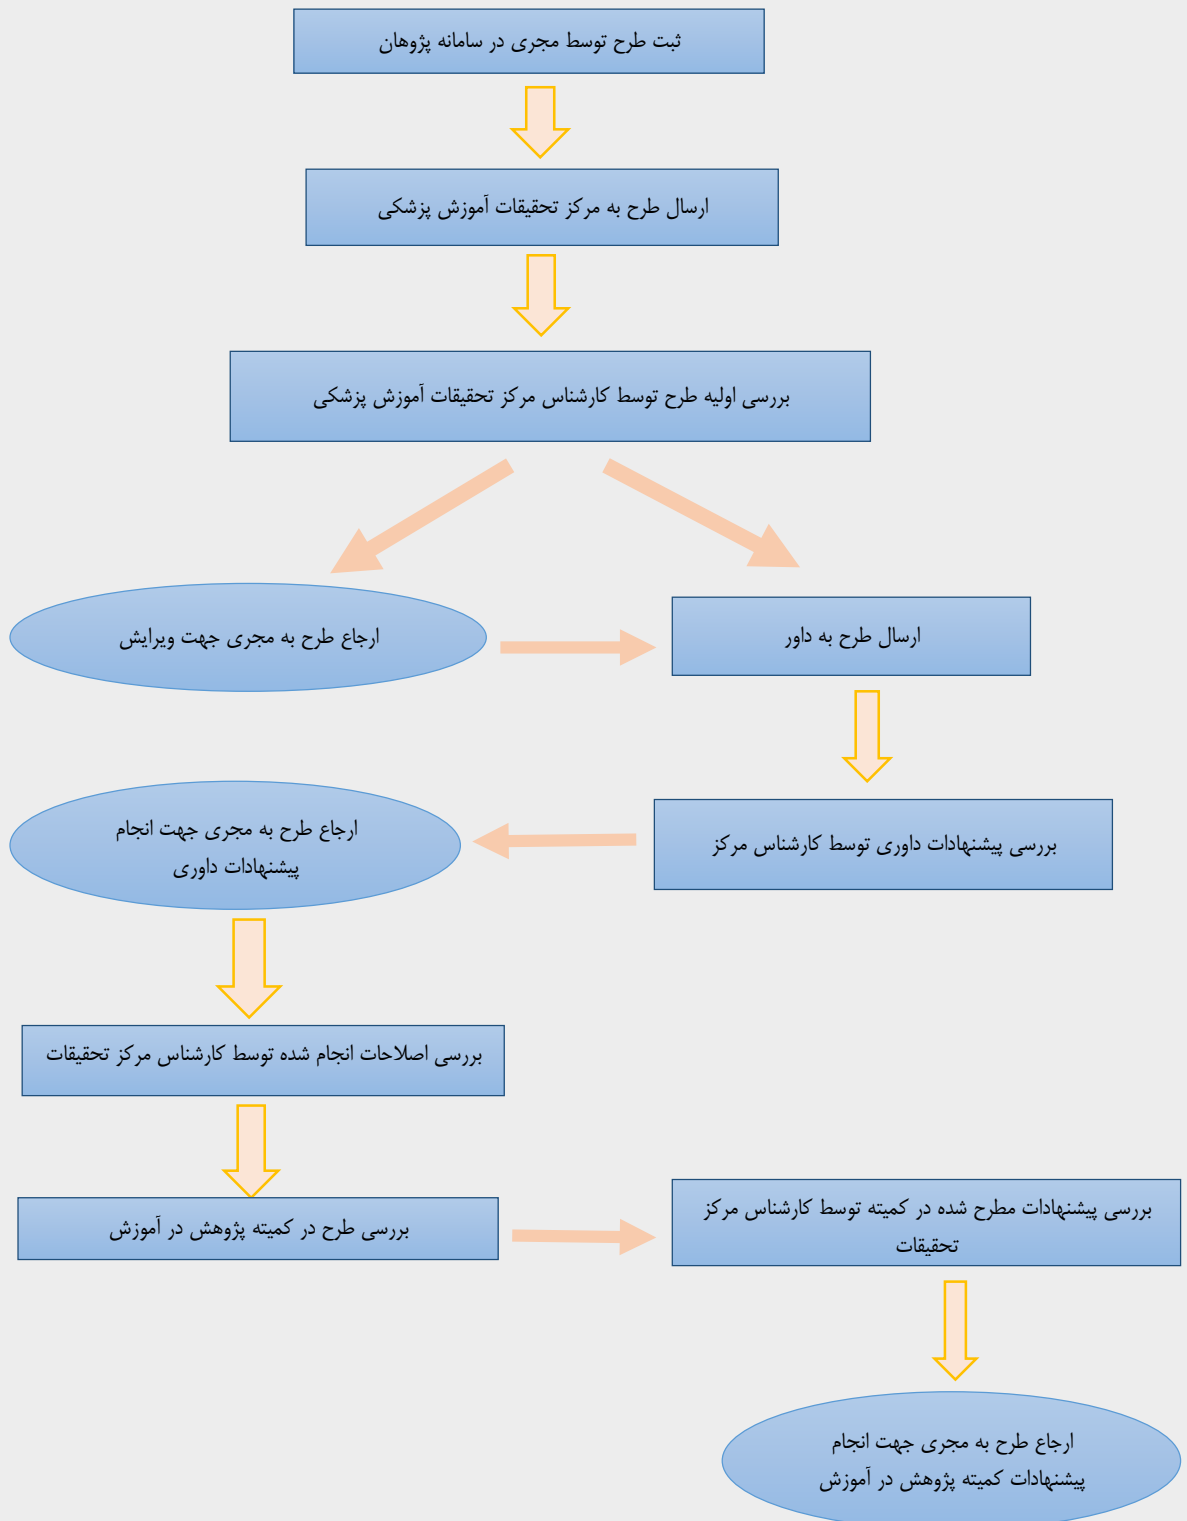 ثبت طرح توسط مجری در سامانه پژوهان
ارسال طرح به مرکز تحقیقات آموزش پزشکی
بررسی اولیه طرح توسط کارشناس مرکز تحقیقات آموزش پزشکی
ارجاع طرح به مجری جهت ویرایش
ارسال طرح به داور
بررسی پیشنهادات داوری توسط کارشناس مرکز
ارجاع طرح به مجری جهت انجام
پیشنهادات داوری
بررسی اصلاحات انجام شده توسط کارشناس مرکز تحقیقات
بررسی طرح در کمیته پژوهش در آموزش
بررسی پیشنهادات مطرح شده در کمیته توسط کارشناس مرکز
تحقیقات
ارجاع طرح به مجری جهت انجام
پیشنهادات کمیته پژوهش در آموزش